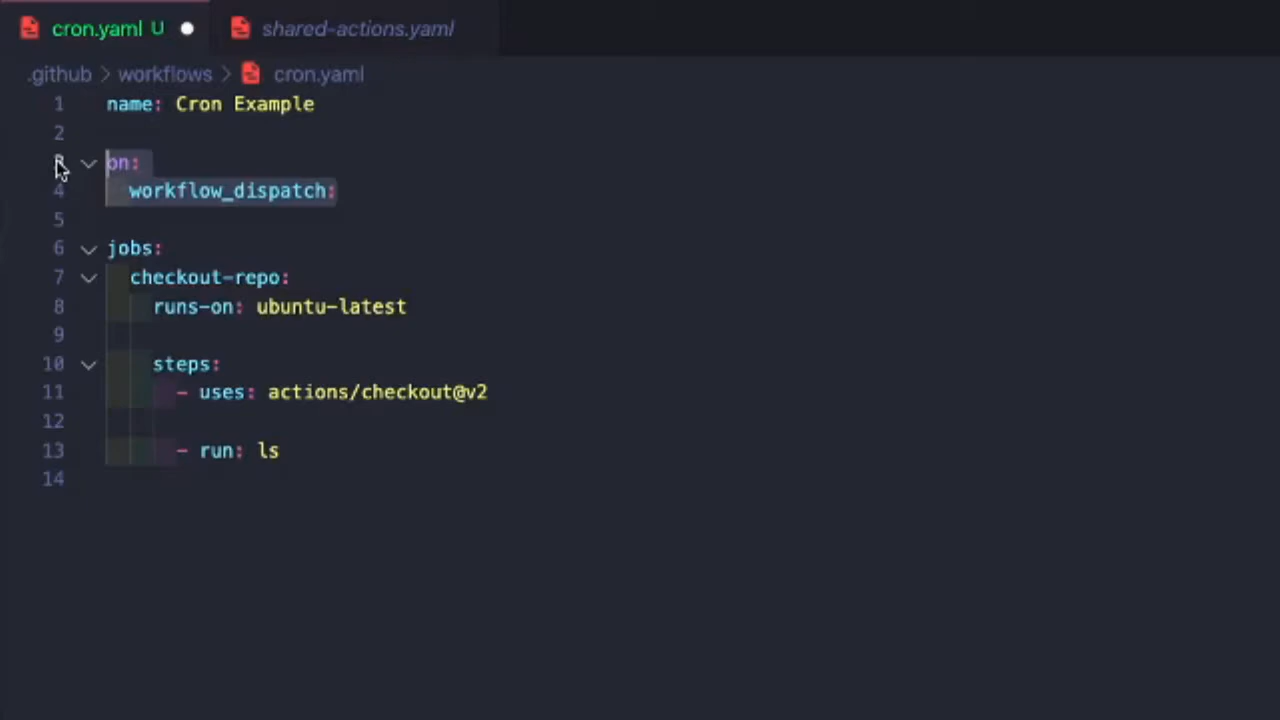 cron.yaml U
shared-actions.yaml
.github > workflows > cron.yaml
1 name: Cron Example
2
3 on:
4 workflow_dispatch:
5
6 jobs:
7 checkout-repo:
8 runs-on: ubuntu-latest
9
10 steps:
11 - uses: actions/checkout@v2
12
13 - run: ls
14